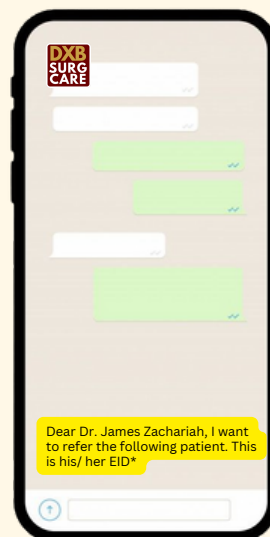 DXB
SURG
CARE
Dear Dr. James Zachariah, I want
to refer the following patient. This
is his/ her EID*